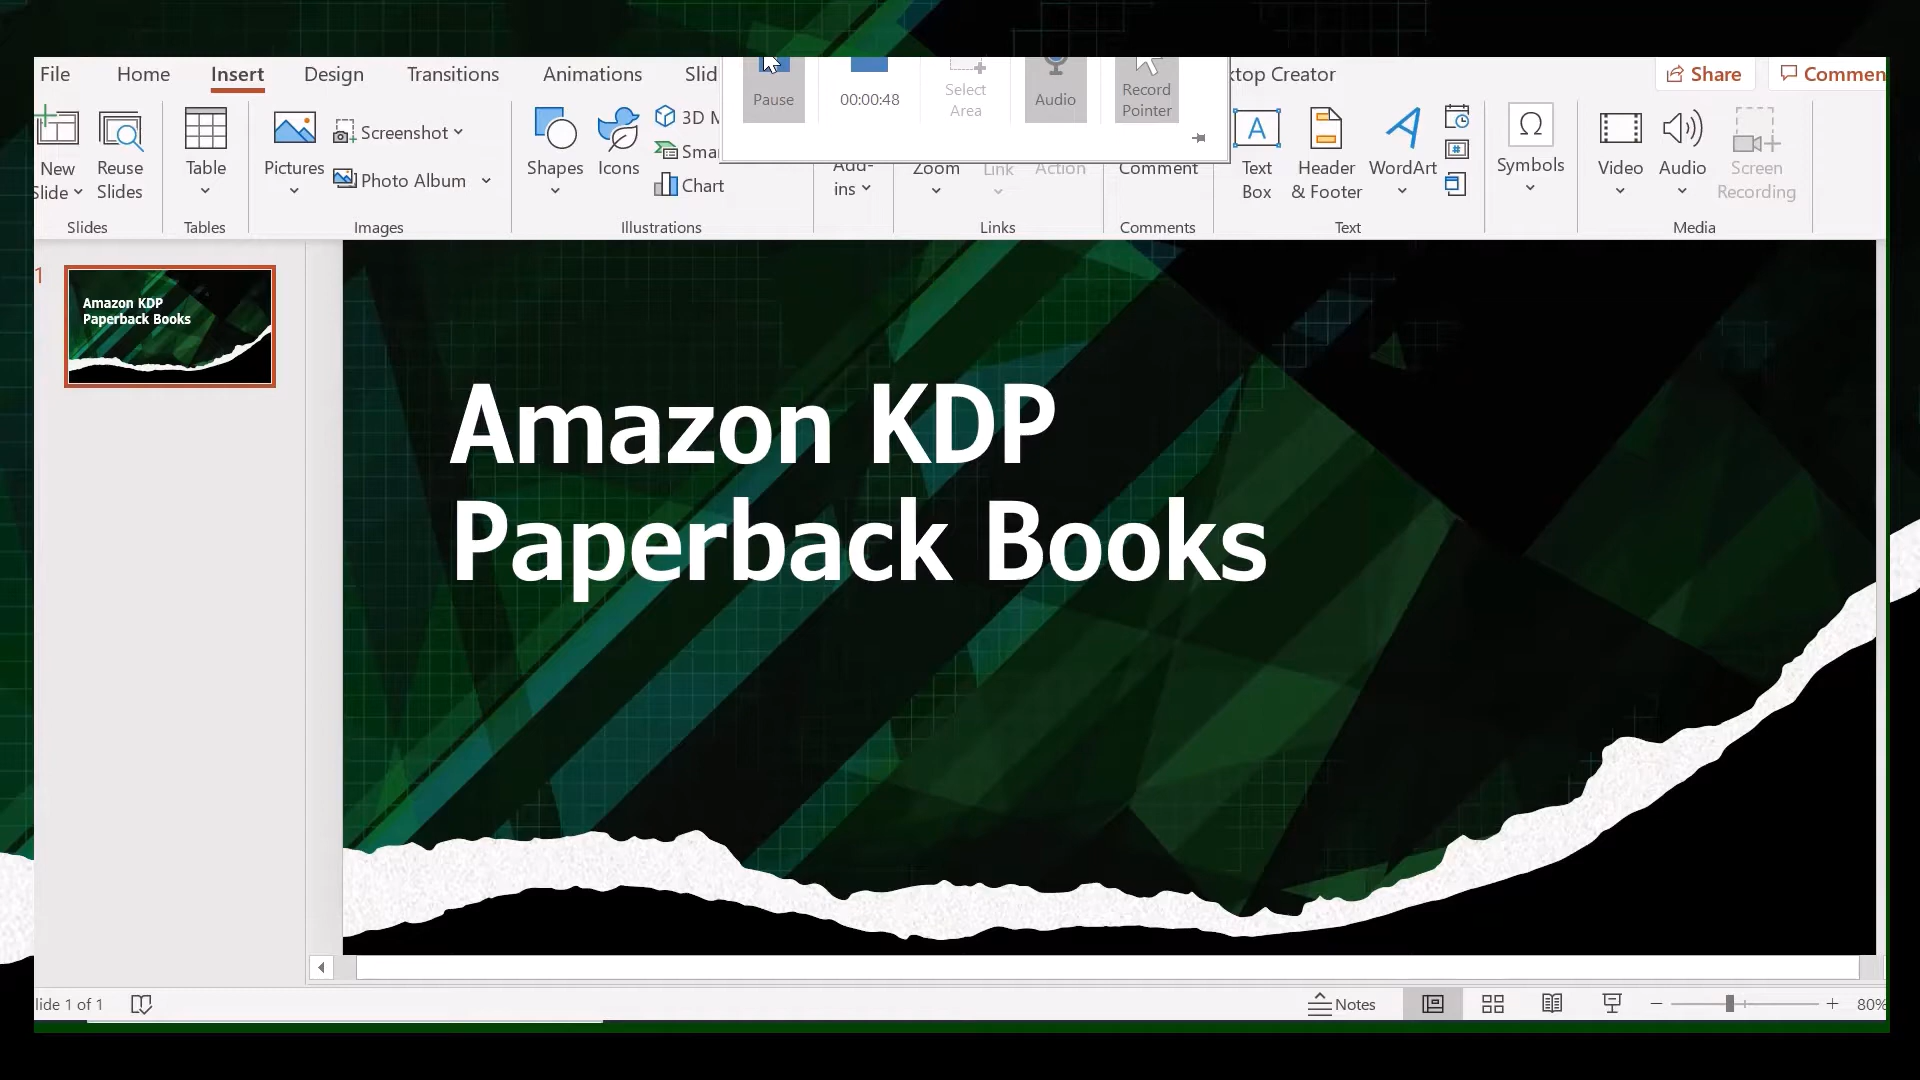 File Home Insert Design Transitions Animations Slid ktop Creator Share Commen
Pause 00:00:48 Select Area Audio Record Pointer
New Slide Reuse Slides Table Pictures Screenshot Photo Album Shapes Icons 3D M Smar Chart Add-ins Zoom Link Action Comment Text Box Header & Footer WordArt Symbols Video Audio Screen Recording
Slides Tables Images Illustrations Links Comments Text Media
1
Amazon KDP
Paperback Books
Amazon KDP
Paperback Books
lide 1 of 1 Notes 80%